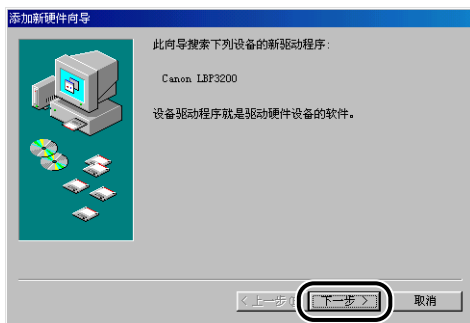 添加新硬件向导
此向导搜索下列设备的新驱动程序:
Canon LBP3200
设备驱动程序就是驱动硬件设备的软件。
< 上一步 下一步 > 取消